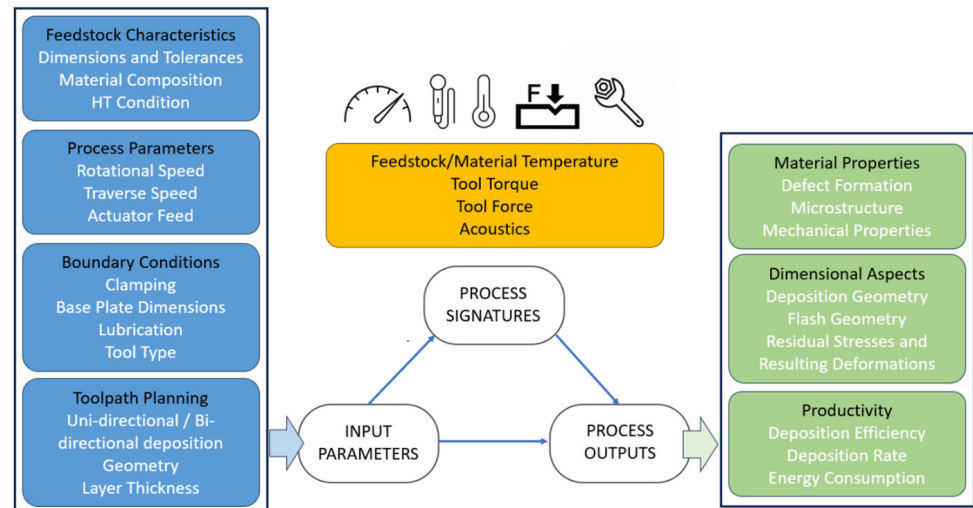 Feedstock Characteristics
Dimensions and Tolerances
Material Composition
HT Condition
Process Parameters
Rotational Speed
Traverse Speed
Actuator Feed
Boundary Conditions
Clamping
Base Plate Dimensions
Lubrication
Tool Type
Toolpath Planning
Uni-directional / Bi-
directional deposition
Geometry
Layer Thickness
F
Feedstock/Material Temperature
Tool Torque
Tool Force
Acoustics
PROCESS
SIGNATURES
INPUT
PARAMETERS
PROCESS
OUTPUTS
Material Properties
Defect Formation
Microstructure
Mechanical Properties
Dimensional Aspects
Deposition Geometry
Flash Geometry
Residual Stresses and
Resulting Deformations
Productivity
Deposition Efficiency
Deposition Rate
Energy Consumption